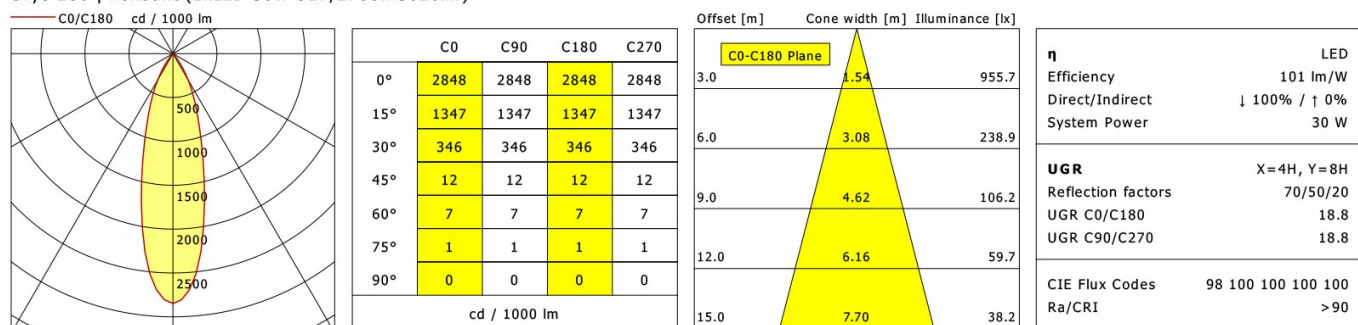 C0/C180 cd / 1000 lm
500
1000
1500
2000
2500
C0 C90 C180 C270
0° 2848 2848 2848 2848
15° 1347 1347 1347 1347
30° 346 346 346 346
45° 12 12 12 12
60° 7 7 7 7
75° 1 1 1 1
90° 0 0 0 0
cd / 1000 lm
Offset [m] Cone width [m] Illuminance [lx]
C0-C180 Plane
3.0 1.54 955.7
6.0 3.08 238.9
9.0 4.62 106.2
12.0 6.16 59.7
15.0 7.70 38.2
η LED
Efficiency 101 lm/W
Direct/Indirect ↓ 100% / ↑ 0%
System Power 30 W
UGR X=4H, Y=8H
Reflection factors 70/50/20
UGR C0/C180 18.8
UGR C90/C270 18.8
CIE Flux Codes 98 100 100 100 100
Ra/CRI >90